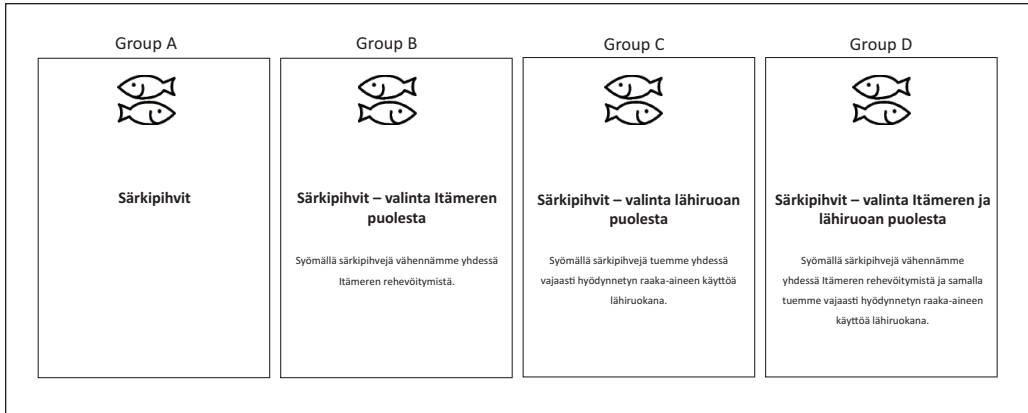 Group A
Särkipihvit
Group B
Särkipihvit – valinta Itämeren
puolesta
Syömällä särkipihvejä vähennämme yhdessä
Itämeren rehevöitymistä.
Group C
Särkipihvit – valinta lähiruoan
puolesta
Syömällä särkipihvejä tuemme yhdessä
vajaasti hyödynnetyn raaka-aineen käyttöä
lähiruokana.
Group D
Särkipihvit – valinta Itämeren ja
lähiruoan puolesta
Syömällä särkipihvejä vähennämme
yhdessä Itämeren rehevöitymistä ja samalla
tuemme vajaasti hyödynnetyn raaka-aineen
käyttöä lähiruokana.